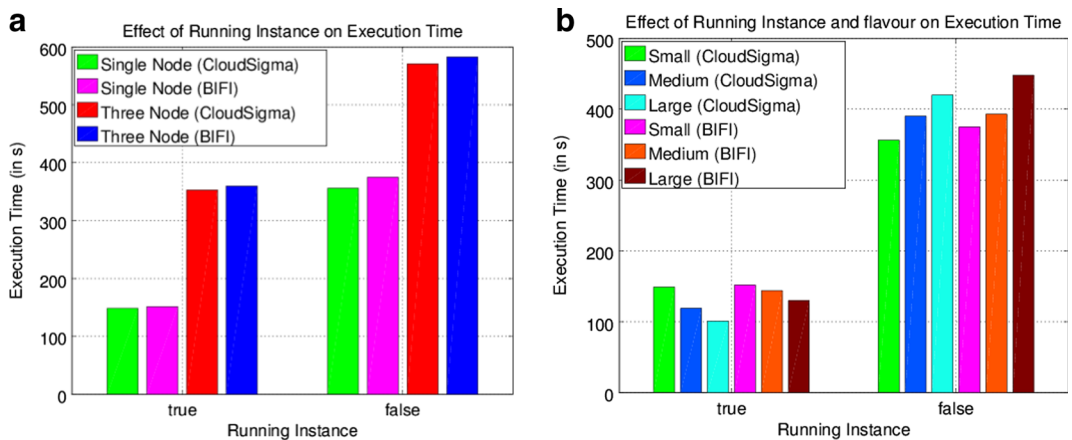 a
Effect of Running Instance on Execution Time
Execution Time (in s)
600
500
400
300
200
100
0
Single Node (CloudSigma)
Single Node (BIFI)
Three Node (CloudSigma)
Three Node (BIFI)
true
false
Running Instance
b
Effect of Running Instance and flavour on Execution Time
Execution Time (in s)
500
400
300
200
100
0
Small (CloudSigma)
Medium (CloudSigma)
Large (CloudSigma)
Small (BIFI)
Medium (BIFI)
Large (BIFI)
true
false
Running Instance